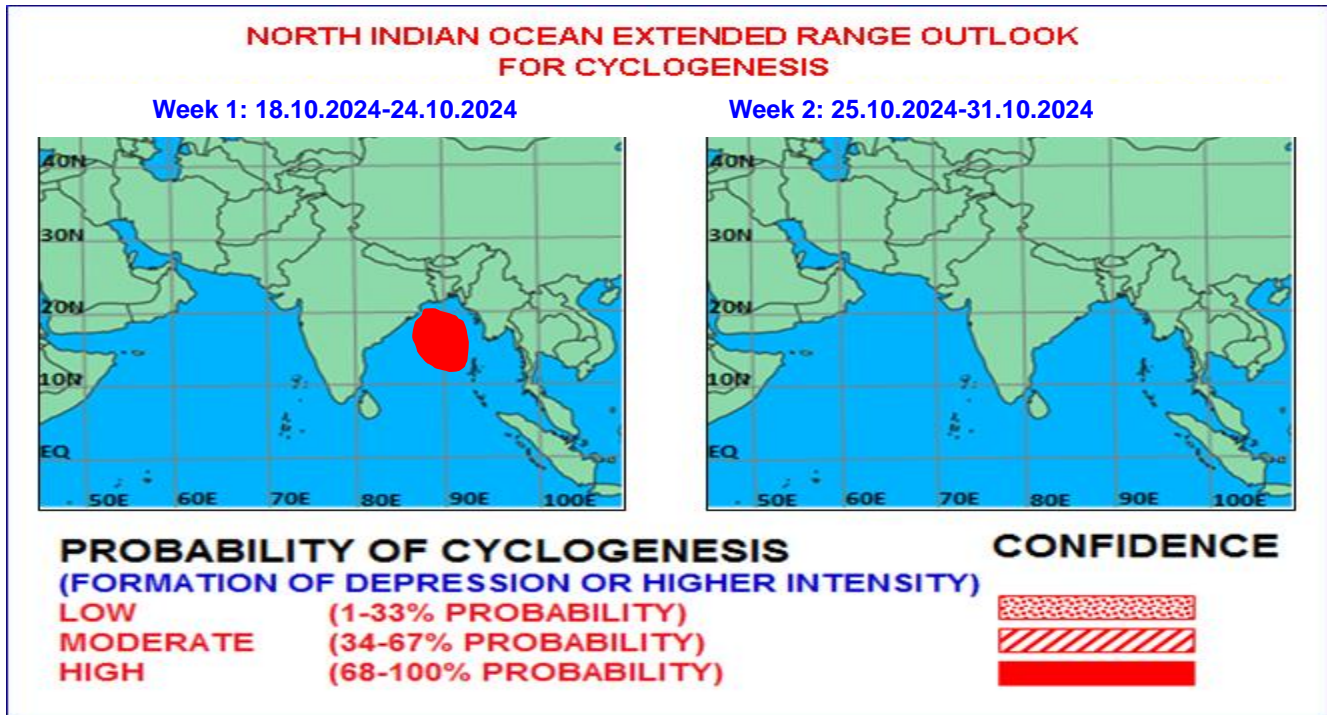 NORTH INDIAN OCEAN EXTENDED RANGE OUTLOOK
FOR CYCLOGENESIS
Week 1: 18.10.2024-24.10.2024
Week 2: 25.10.2024-31.10.2024
40N
30N
20N
10N
EQ
50E 60E 70E 80E 90E 100E
40N
30N
20N
10N
EQ
50E 60E 70E 80E 90E 100E
PROBABILITY OF CYCLOGENESIS
CONFIDENCE
(FORMATION OF DEPRESSION OR HIGHER INTENSITY)
LOW (1-33% PROBABILITY)
MODERATE (34-67% PROBABILITY)
HIGH (68-100% PROBABILITY)